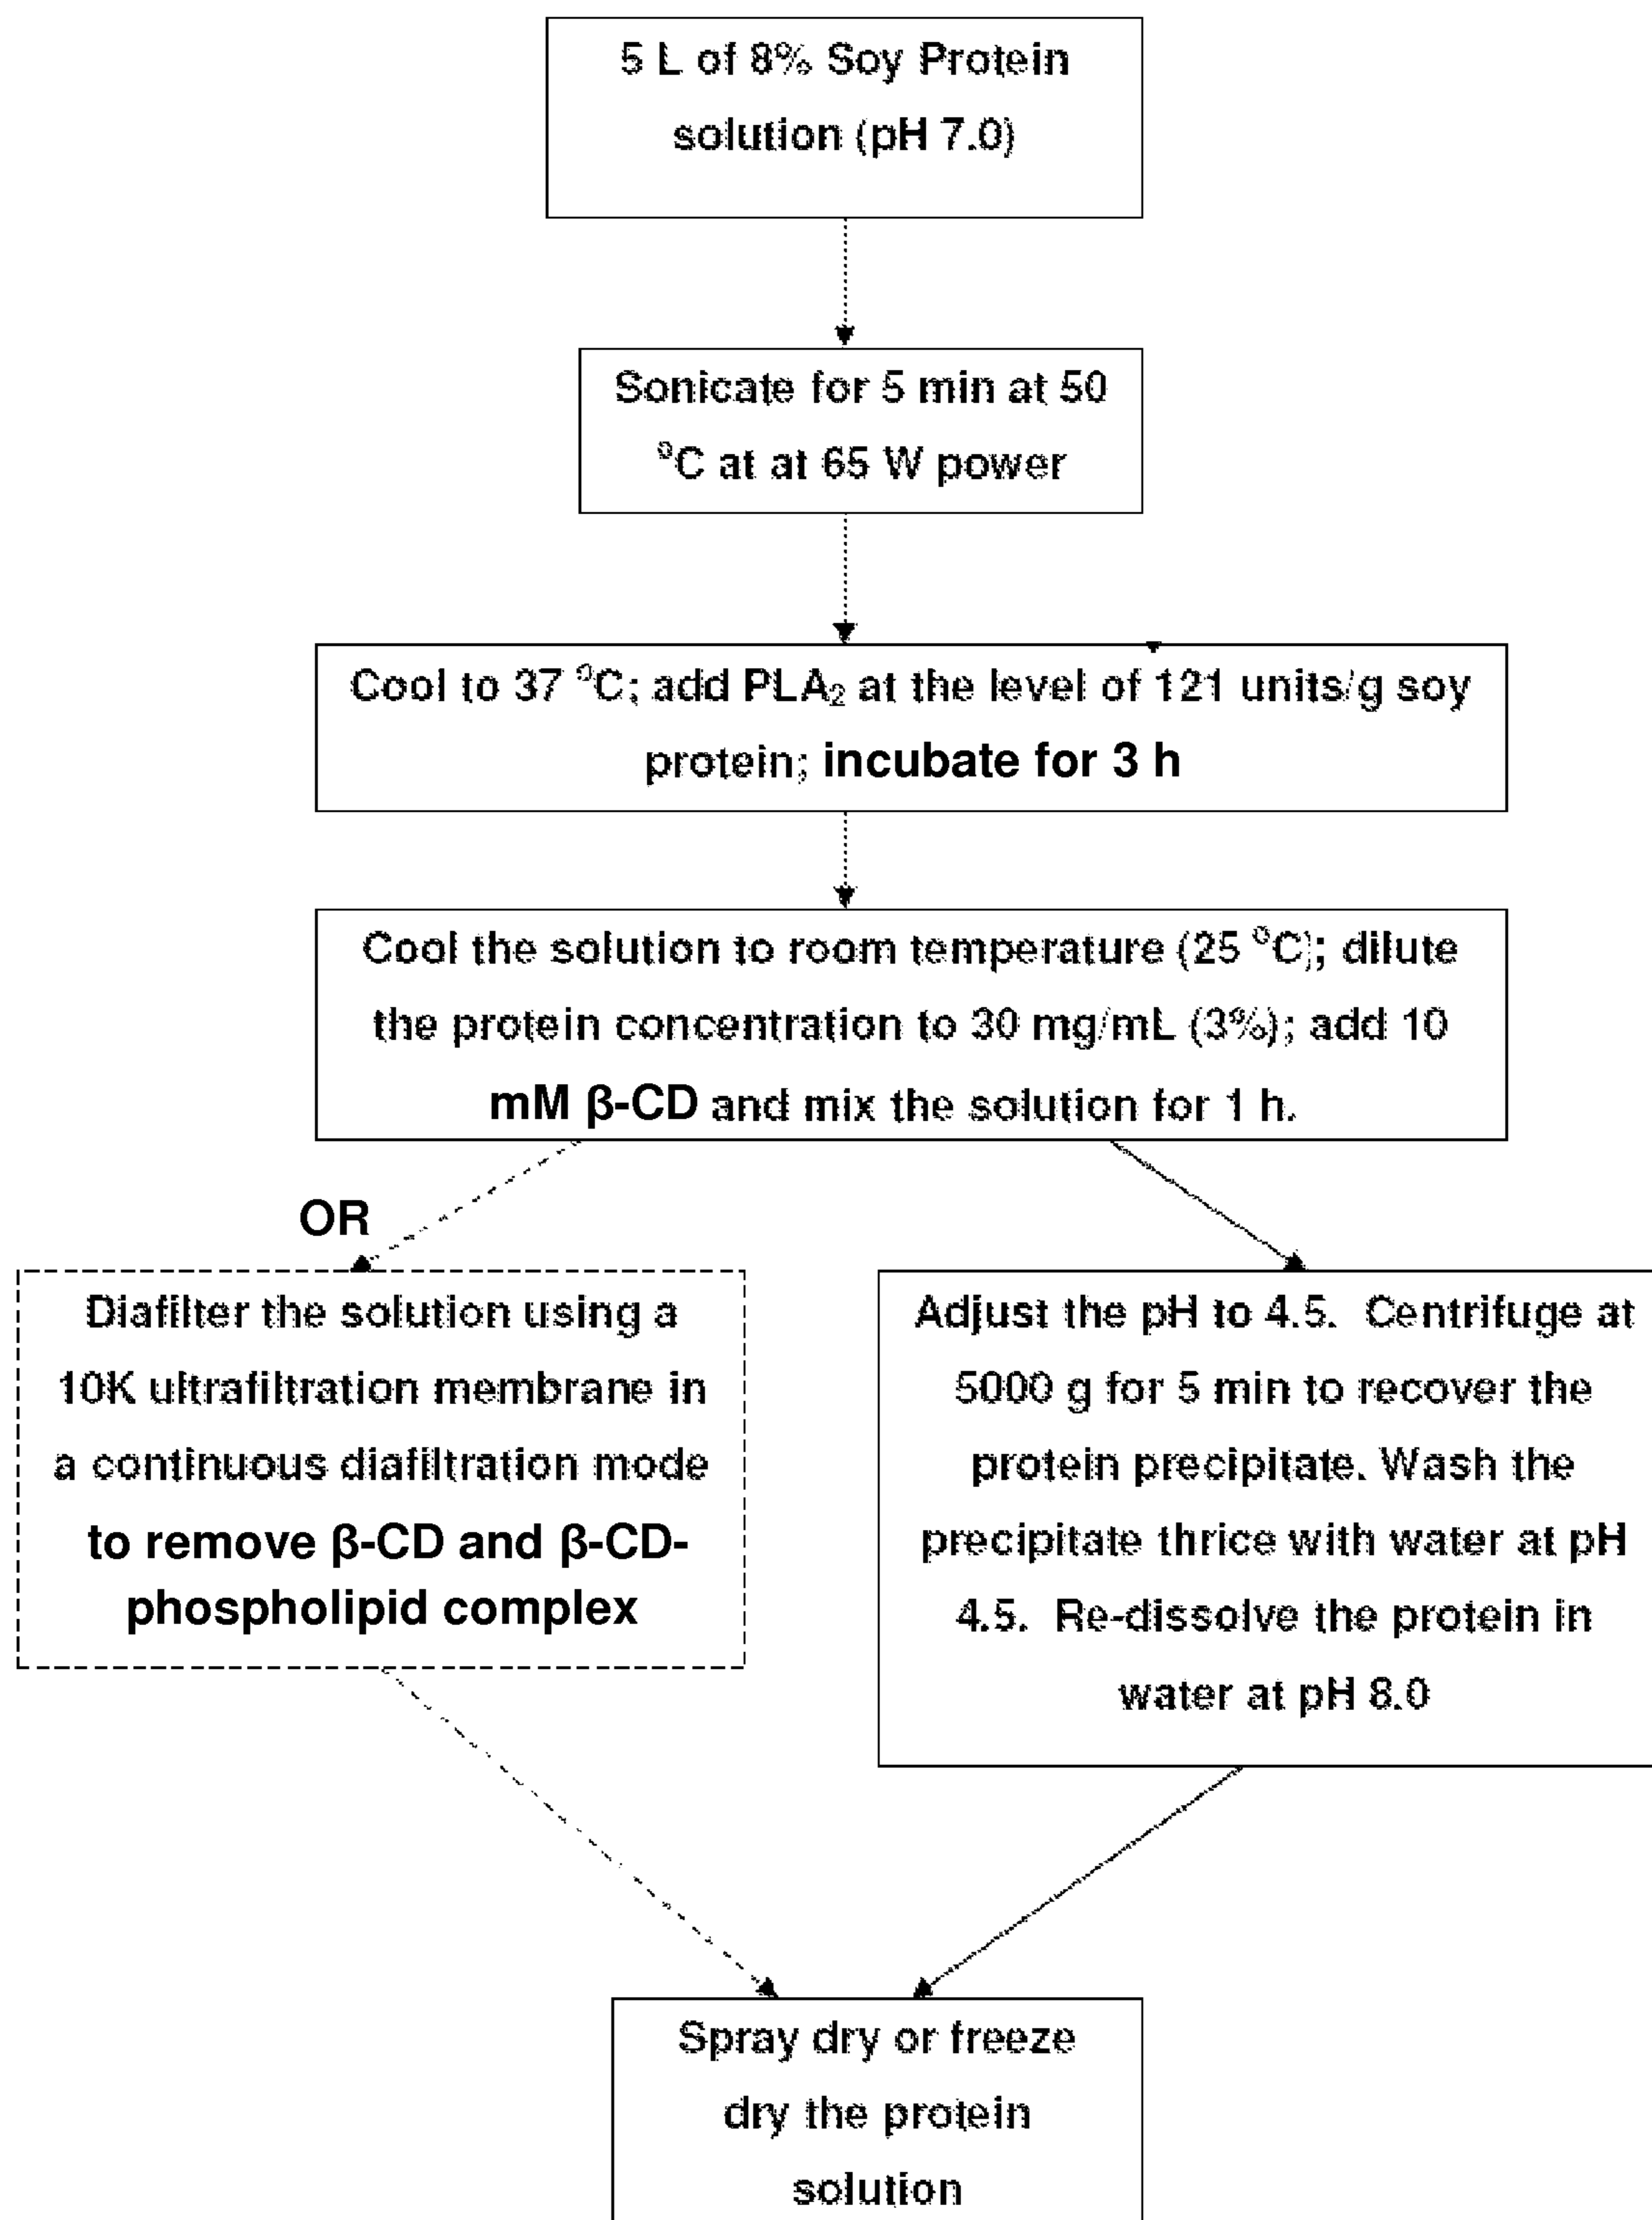 5 L of 8% Soy Protein
solution (pH 7.0)
Sonicate for 5 min at 50
ºC at at 65 W power
Cool to 37 ºC; add PLA₂ at the level of 121 units/g soy
protein; incubate for 3 h
Cool the solution to room temperature (25 ºC); dilute
the protein concentration to 30 mg/mL (3%); add 10
mM β-CD and mix the solution for 1 h.
OR
Diafilter the solution using a
10K ultrafiltration membrane in
a continuous diafiltration mode
to remove β-CD and β-CD-
phospholipid complex
Adjust the pH to 4.5. Centrifuge at
5000 g for 5 min to recover the
protein precipitate. Wash the
precipitate thrice with water at pH
4.5. Re-dissolve the protein in
water at pH 8.0
Spray dry or freeze
dry the protein
solution